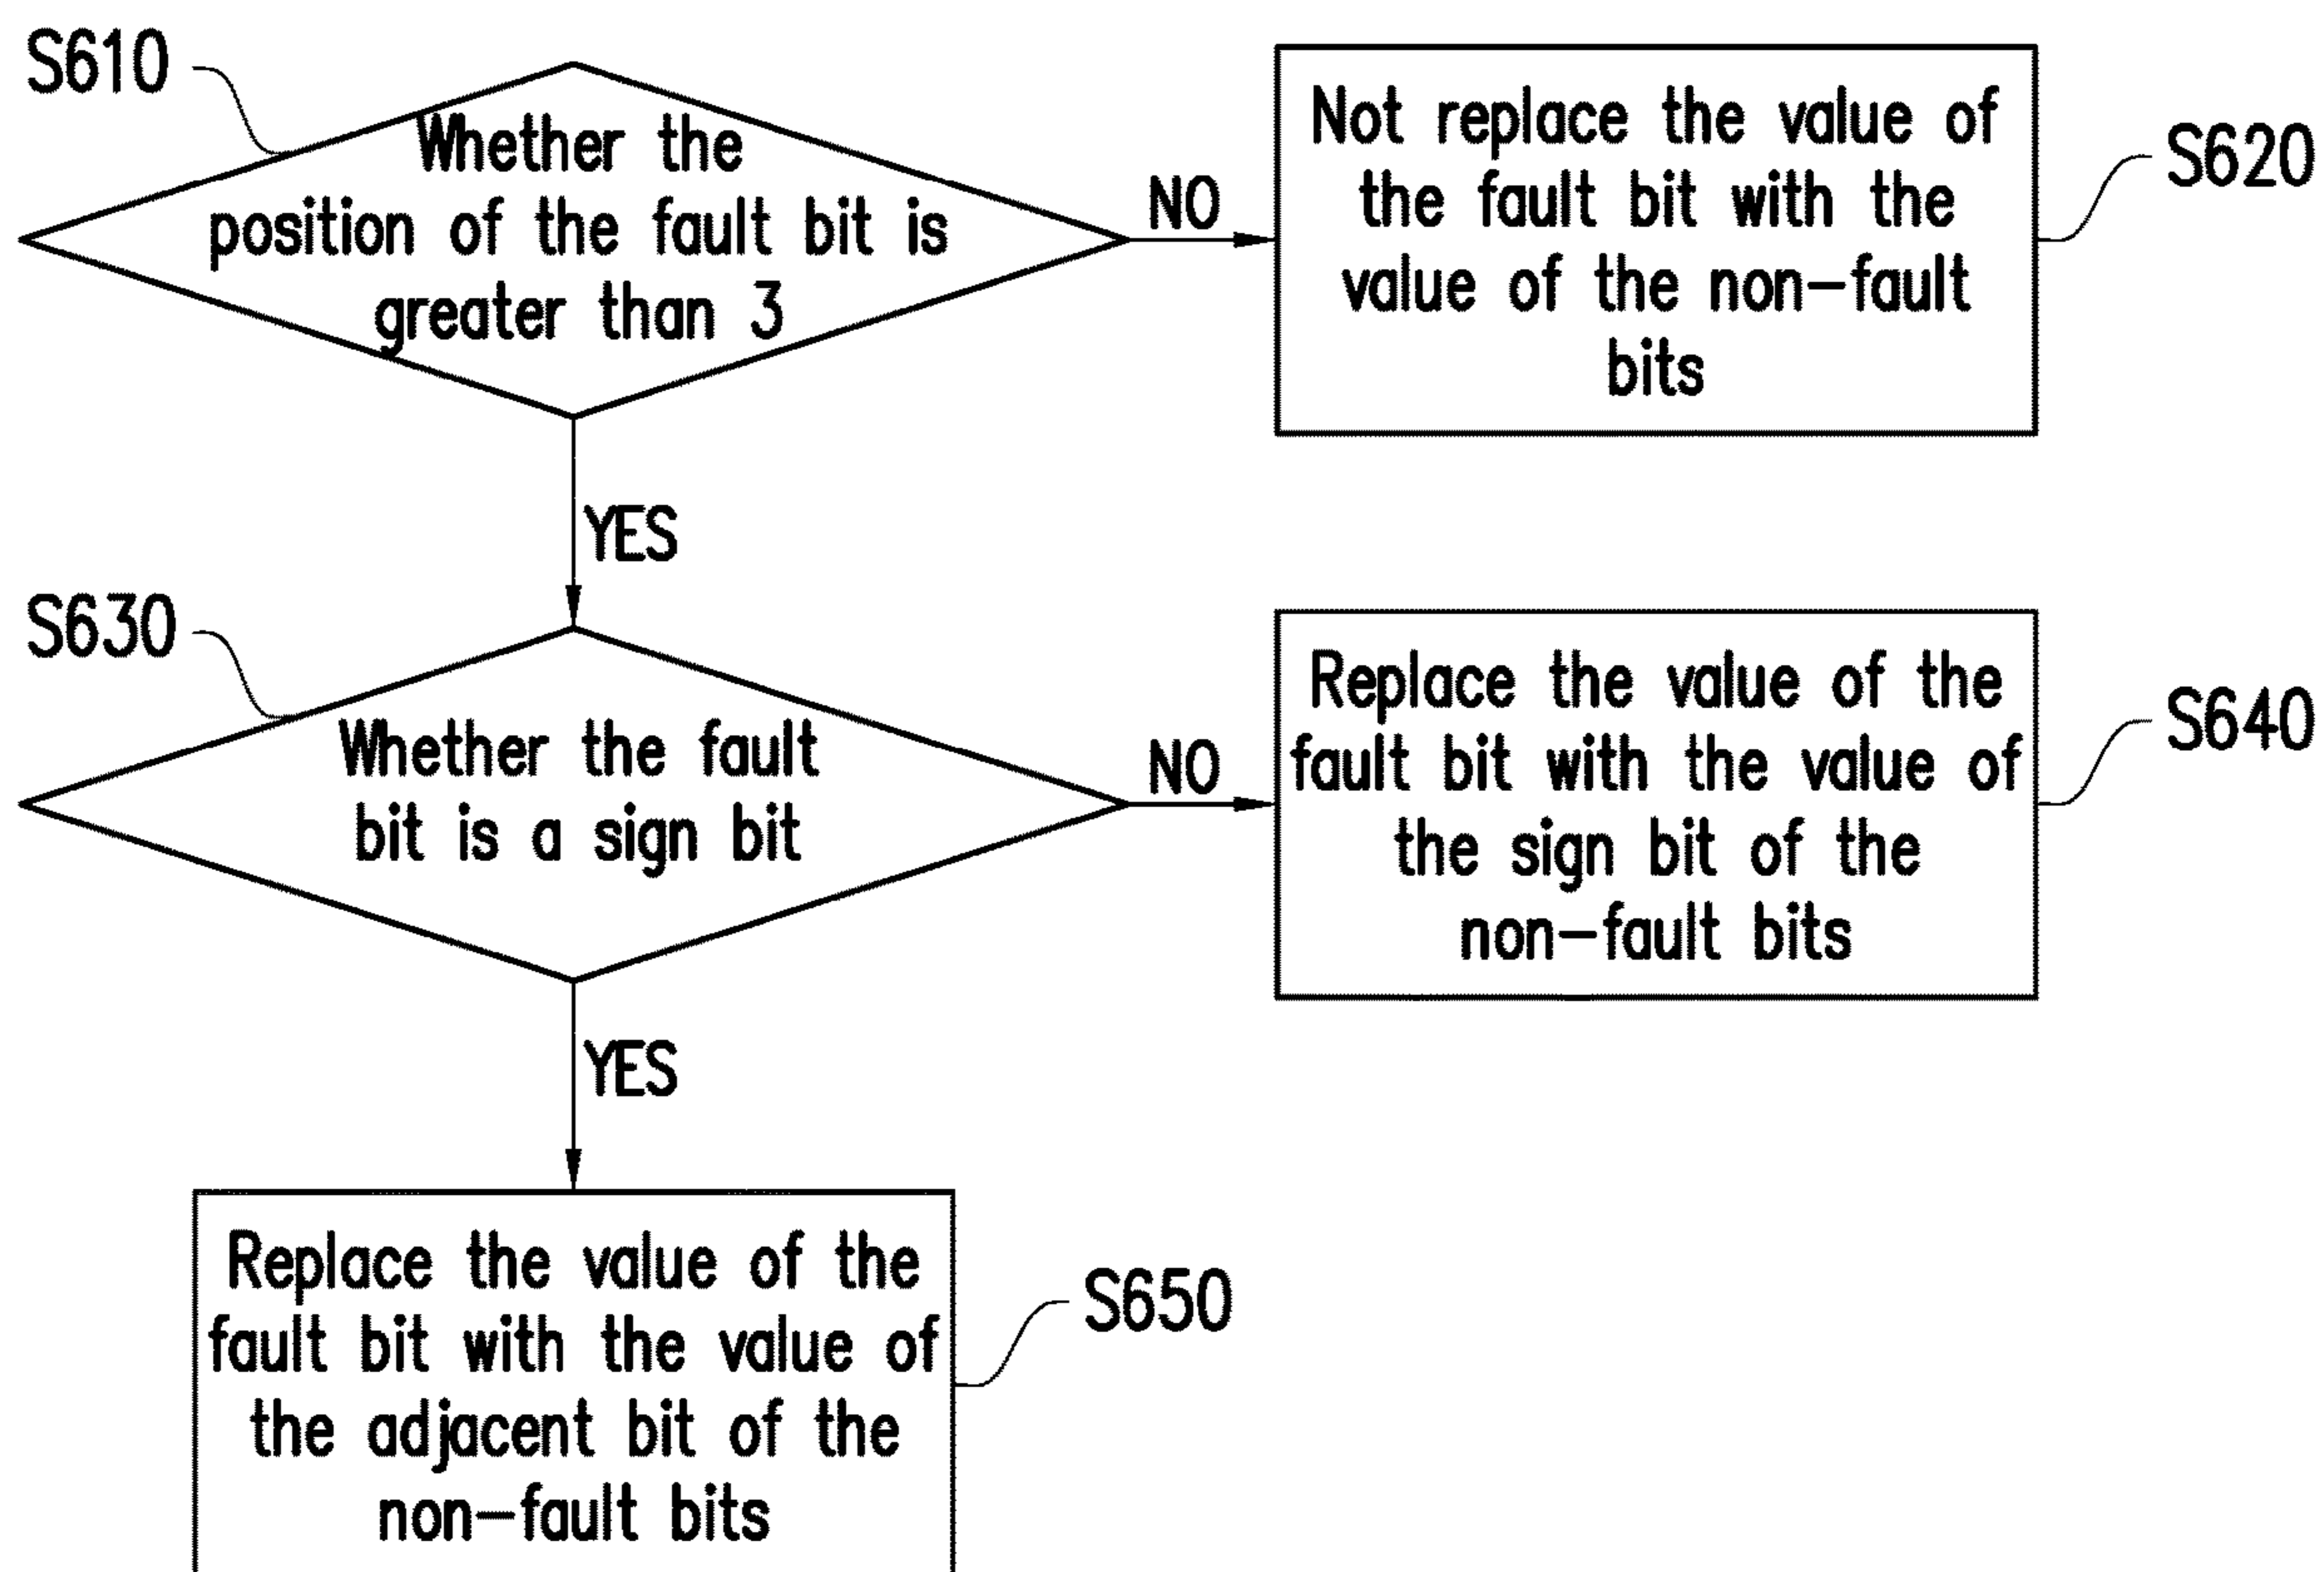 S610
Whether the
position of the fault bit is
greater than 3
NO
Not replace the value of
the fault bit with the
value of the non-fault
bits
S620
YES
S630
Whether the fault
bit is a sign bit
NO
Replace the value of the
fault bit with the value of
the sign bit of the
non-fault bits
S640
YES
Replace the value of the
fault bit with the value of
the adjacent bit of the
non-fault bits
S650